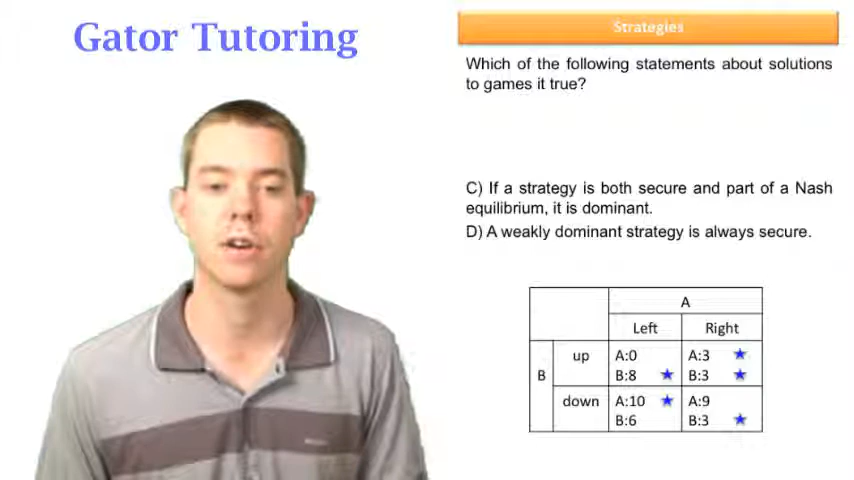 Gator Tutoring
Strategies
Which of the following statements about solutions
to games it true?
C) If a strategy is both secure and part of a Nash
equilibrium, it is dominant.
D) A weakly dominant strategy is always secure.
A
Left Right
B
up
A:0 A:3
B:8 B:3
down
A:10 A:9
B:6 B:3